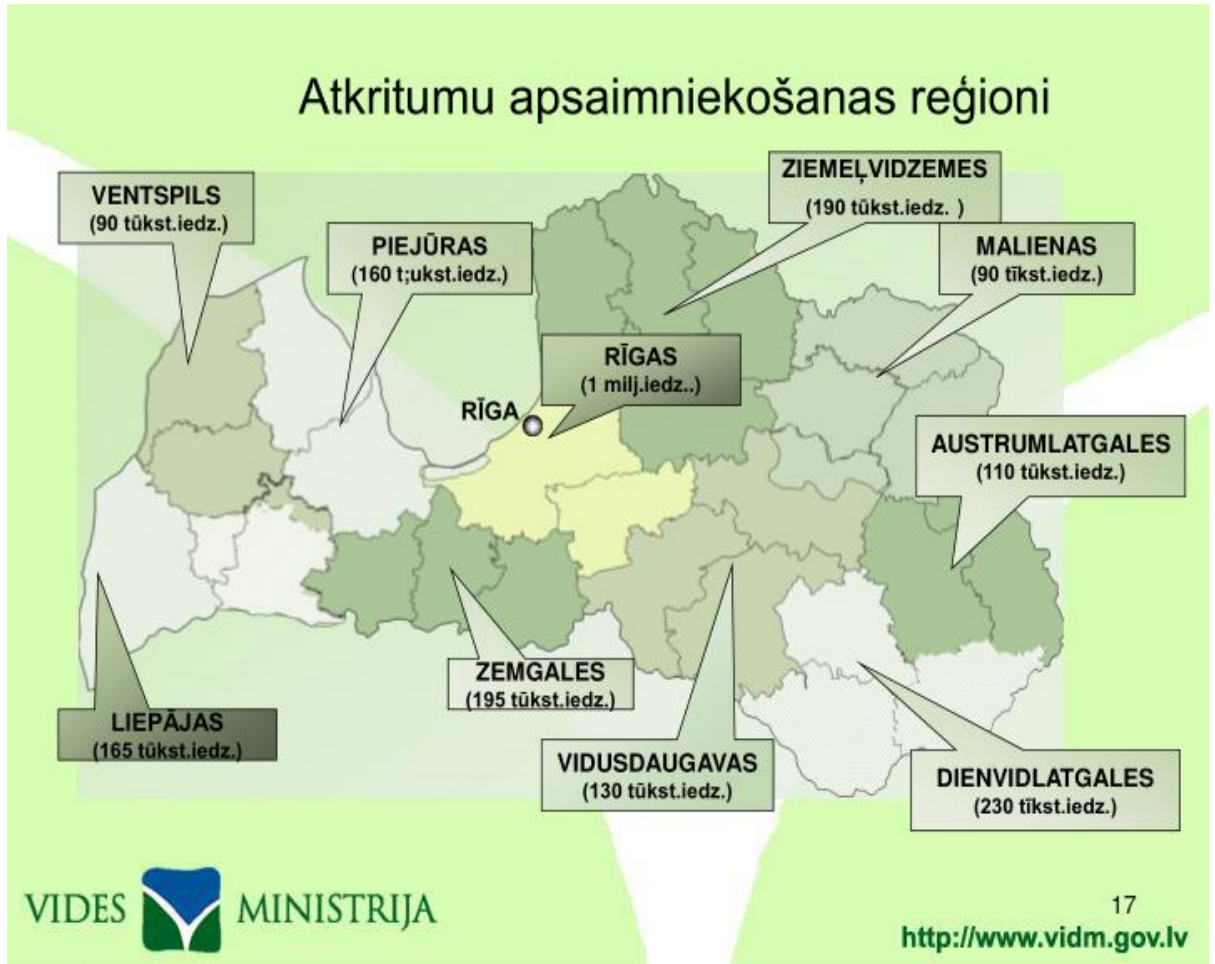 Atkritumu apsaimniekošanas reģioni
VENTSPILS
(90 tūkst.iedz.)
PIEJŪRAS
(160 t;ukst.iedz.)
ZIEMEĻVIDZEMES
(190 tūkst.iedz. )
MALIENAS
(90 tīkst.iedz.)
RĪGAS
(1 milj.iedz..)
RĪGA
AUSTRUMLATGALES
(110 tūkst.iedz.)
ZEMGALES
(195 tūkst.iedz.)
LIEPĀJAS
(165 tūkst.iedz.)
VIDUSDAUGAVAS
(130 tūkst.iedz.)
DIENVIDLATGALES
(230 tīkst.iedz.)
VIDES MINISTRIJA
17
http://www.vidm.gov.lv